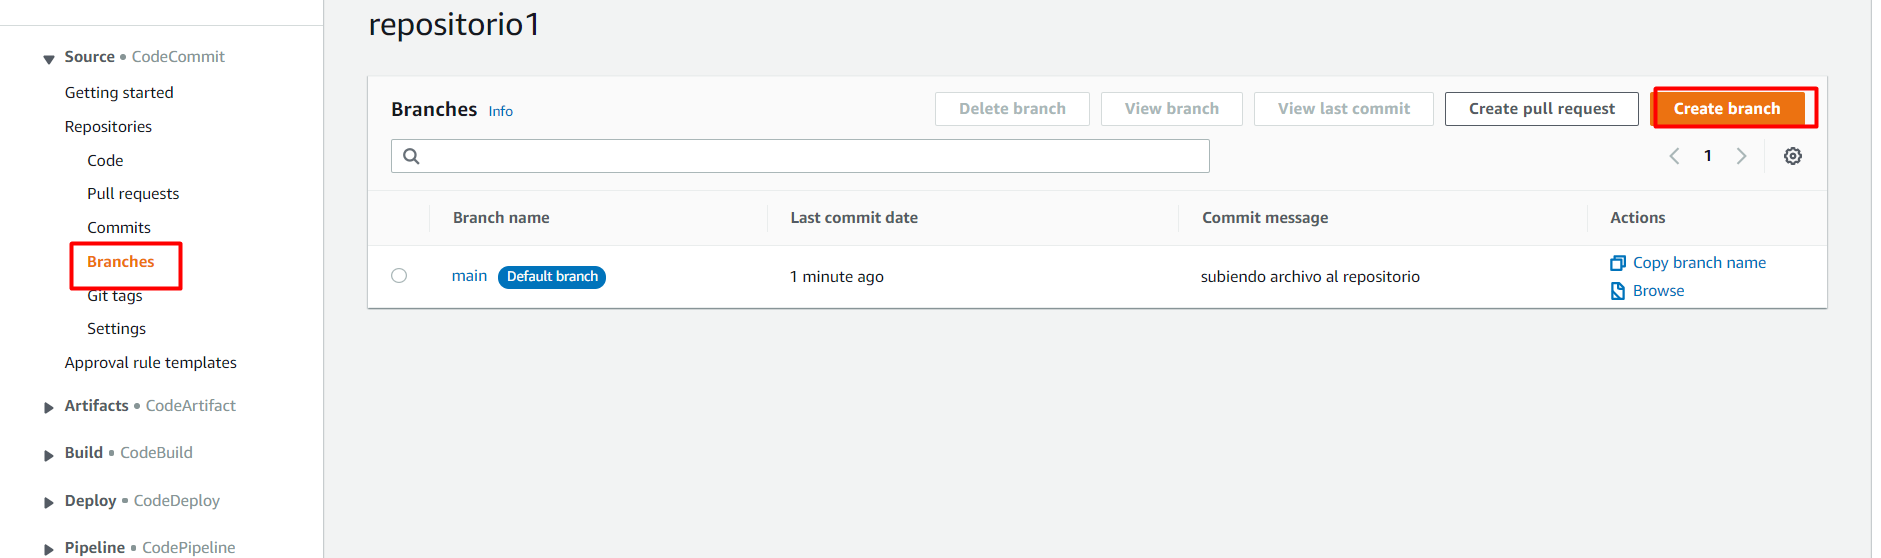 repositorio1
Source • CodeCommit
Getting started
Repositories
Code
Pull requests
Commits
Branches
Git tags
Settings
Approval rule templates
Artifacts • CodeArtifact
Build • CodeBuild
Deploy • CodeDeploy
Pipeline • CodePipeline
Branches Info
Delete branch View branch View last commit Create pull request Create branch
1
Branch name Last commit date Commit message Actions
main Default branch 1 minute ago subiendo archivo al repositorio Copy branch name
Browse